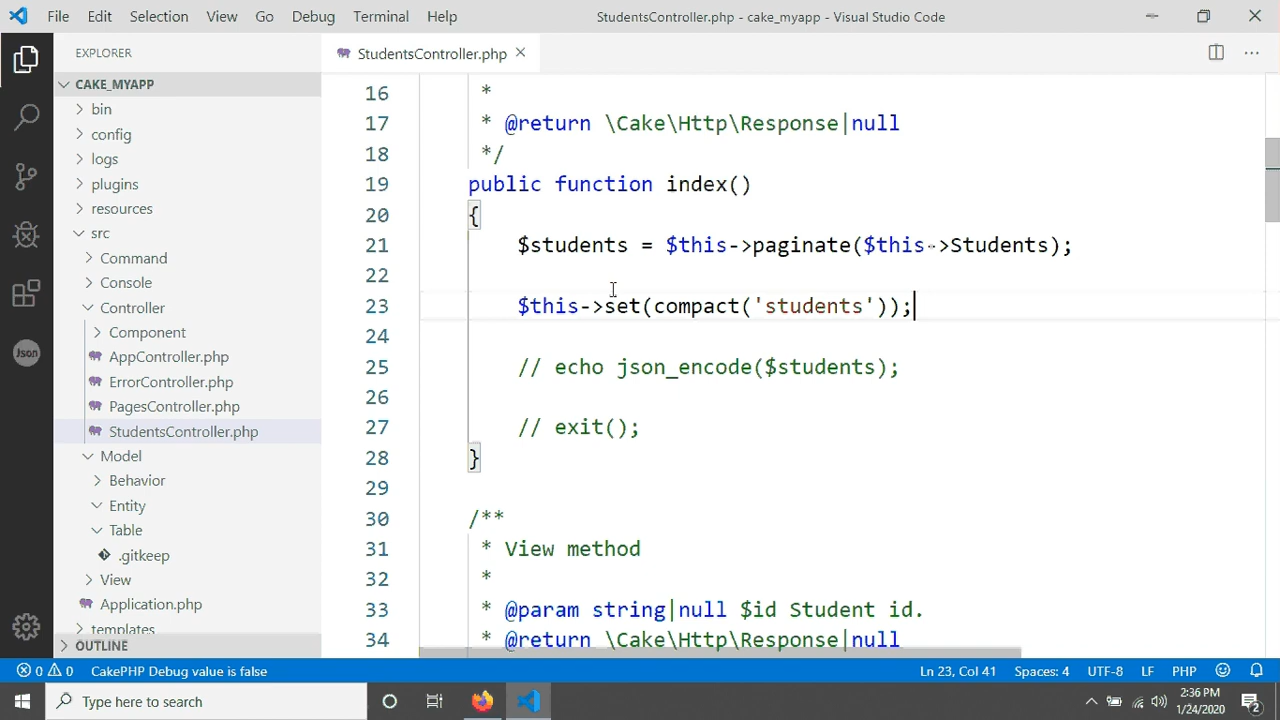 File Edit Selection View Go Debug Terminal Help StudentsController.php - cake_myapp - Visual Studio Code
EXPLORER
CAKE_MYAPP
bin
config
logs
plugins
resources
src
Command
Console
Controller
Component
AppController.php
ErrorController.php
PagesController.php
StudentsController.php
Model
Behavior
Entity
Table
.gitkeep
View
Application.php
templates
OUTLINE
Json
StudentsController.php
16 *
17 * @return \Cake\Http\Response|null
18 */
19 public function index()
20 {
21 $students = $this->paginate($this->Students);
22
23 $this->set(compact('students'));
24
25 // echo json_encode($students);
26
27 // exit();
28 }
29
30 /**
31 * View method
32 *
33 * @param string|null $id Student id.
34 * @return \Cake\Http\Response|null
0 0 CakePHP Debug value is false Ln 23, Col 41 Spaces: 4 UTF-8 LF PHP
Type here to search
2:36 PM
1/24/2020
2